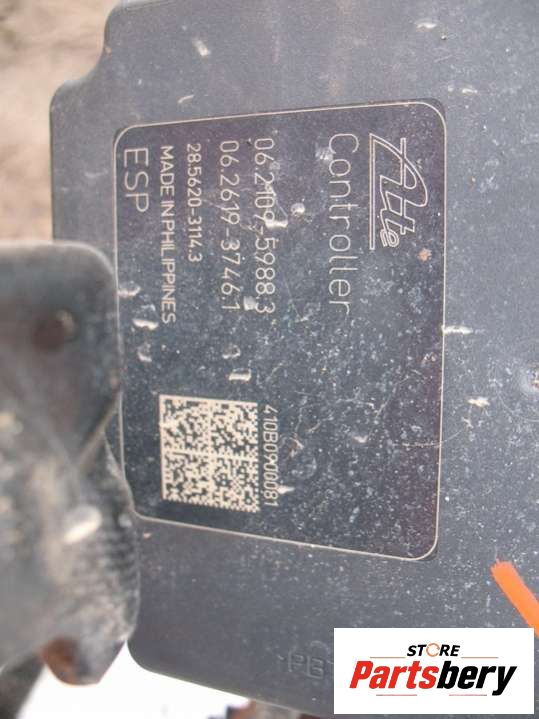 Ate
Controller
06.2109-5988.3
06.2619-3746.1
28.5620-3114.3
MADE IN PHILIPPINES
ESP
410B0900081
STORE
Partsbery